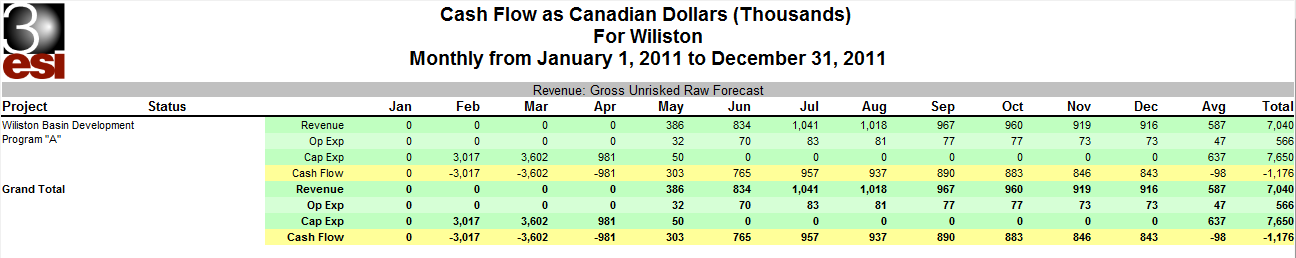 3
esi
Cash Flow as Canadian Dollars (Thousands)
For Wiliston
Monthly from January 1, 2011 to December 31, 2011
Revenue: Gross Unrisked Raw Forecast
Project Status Jan Feb Mar Apr May Jun Jul Aug Sep Oct Nov Dec Avg Total
Wiliston Basin Development Revenue 0 0 0 0 386 834 1,041 1,018 967 960 919 916 587 7,040
Program "A" Op Exp 0 0 0 0 32 70 83 81 77 77 73 73 47 566
Cap Exp 0 3,017 3,602 981 50 0 0 0 0 0 0 0 637 7,650
Cash Flow 0 -3,017 -3,602 -981 303 765 957 937 890 883 846 843 -98 -1,176
Grand Total Revenue 0 0 0 0 386 834 1,041 1,018 967 960 919 916 587 7,040
Op Exp 0 0 0 0 32 70 83 81 77 77 73 73 47 566
Cap Exp 0 3,017 3,602 981 50 0 0 0 0 0 0 0 637 7,650
Cash Flow 0 -3,017 -3,602 -981 303 765 957 937 890 883 846 843 -98 -1,176